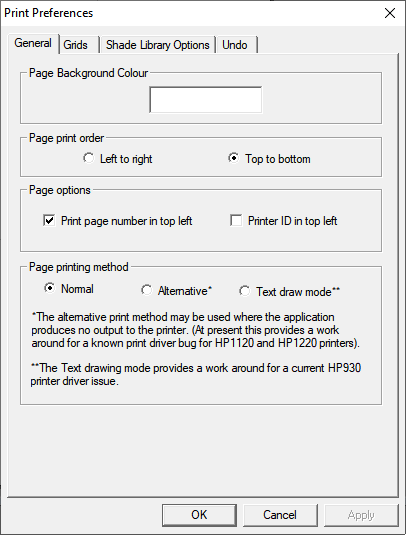 Print Preferences
General Grids Shade Library Options Undo
Page Background Colour
Page print order
Left to right Top to bottom
Page options
Print page number in top left Printer ID in top left
Page printing method
Normal Alternative* Text draw mode**
*The alternative print method may be used where the application
produces no output to the printer. (At present this provides a work
around for a known print driver bug for HP1120 and HP1220 printers).
**The Text drawing mode provides a work around for a current HP930
printer driver issue.
OK Cancel Apply